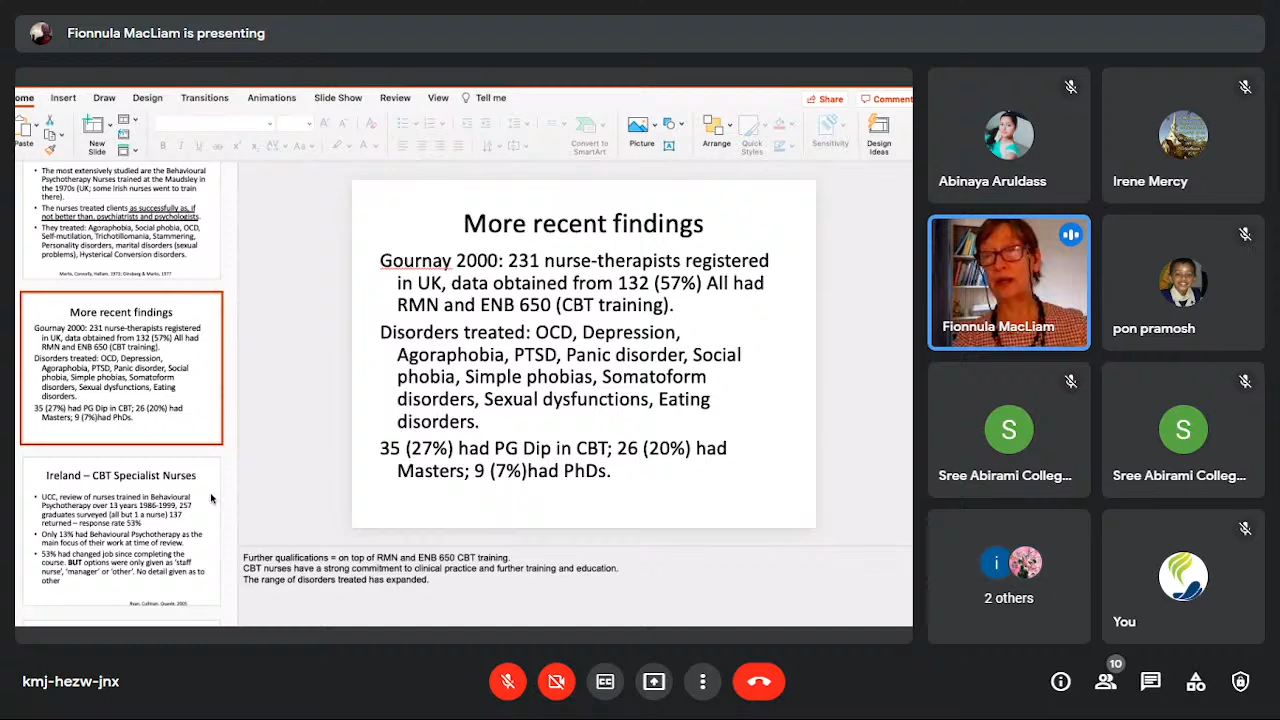 Fionnula MacLiam is presenting
ome Insert Draw Design Transitions Animations Slide Show Review View Tell me Share Comment
Paste New Slide Convert to SmartArt Picture Arrange Quick Styles Sensitivity Design Ideas
The most extensively studied are the Behavioural
Psychotherapy Nurses trained at the Maudsley in
the 1970s (UK; some Irish nurses went to train
there).
The nurses treated clients as successfully as, if
not better than, psychiatrists and psychologists.
They treated: Agoraphobia, Social phobia, OCD,
Self-mutilation, Trichotillomania, Stammering,
Personality disorders, marital disorders (sexual
problems), Hysterical Conversion disorders.
More recent findings
Gournay 2000: 231 nurse-therapists registered
in UK, data obtained from 132 (57%) All had
RMN and ENB 650 (CBT training).
Disorders treated: OCD, Depression,
Agoraphobia, PTSD, Panic disorder, Social
phobia, Simple phobias, Somatoform
disorders, Sexual dysfunctions, Eating
disorders.
35 (27%) had PG Dip in CBT; 26 (20%) had
Masters; 9 (7%)had PhDs.
Ireland – CBT Specialist Nurses
UCC, review of nurses trained in Behavioural
Psychotherapy over 13 years 1986-1999, 257
graduates surveyed (all but 1 a nurse) 137
returned – response rate 53%
Only 13% had Behavioural Psychotherapy as the
main focus of their work at time of review.
53% had changed job since completing the
course. BUT options were only given as ‘staff
nurse’, ‘manager’ or ‘other’. No detail given as to
other
More recent findings
Gournay 2000: 231 nurse-therapists registered
in UK, data obtained from 132 (57%) All had
RMN and ENB 650 (CBT training).
Disorders treated: OCD, Depression,
Agoraphobia, PTSD, Panic disorder, Social
phobia, Simple phobias, Somatoform
disorders, Sexual dysfunctions, Eating
disorders.
35 (27%) had PG Dip in CBT; 26 (20%) had
Masters; 9 (7%)had PhDs.
Further qualifications = on top of RMN and ENB 650 CBT training.
CBT nurses have a strong commitment to clinical practice and further training and education.
The range of disorders treated has expanded.
Abinaya Aruldass
Irene Mercy
Fionnula MacLiam
pon pramosh
S
Sree Abirami Colleg...
S
Sree Abirami Colleg...
i
2 others
You
kmj-hezw-jnx
10